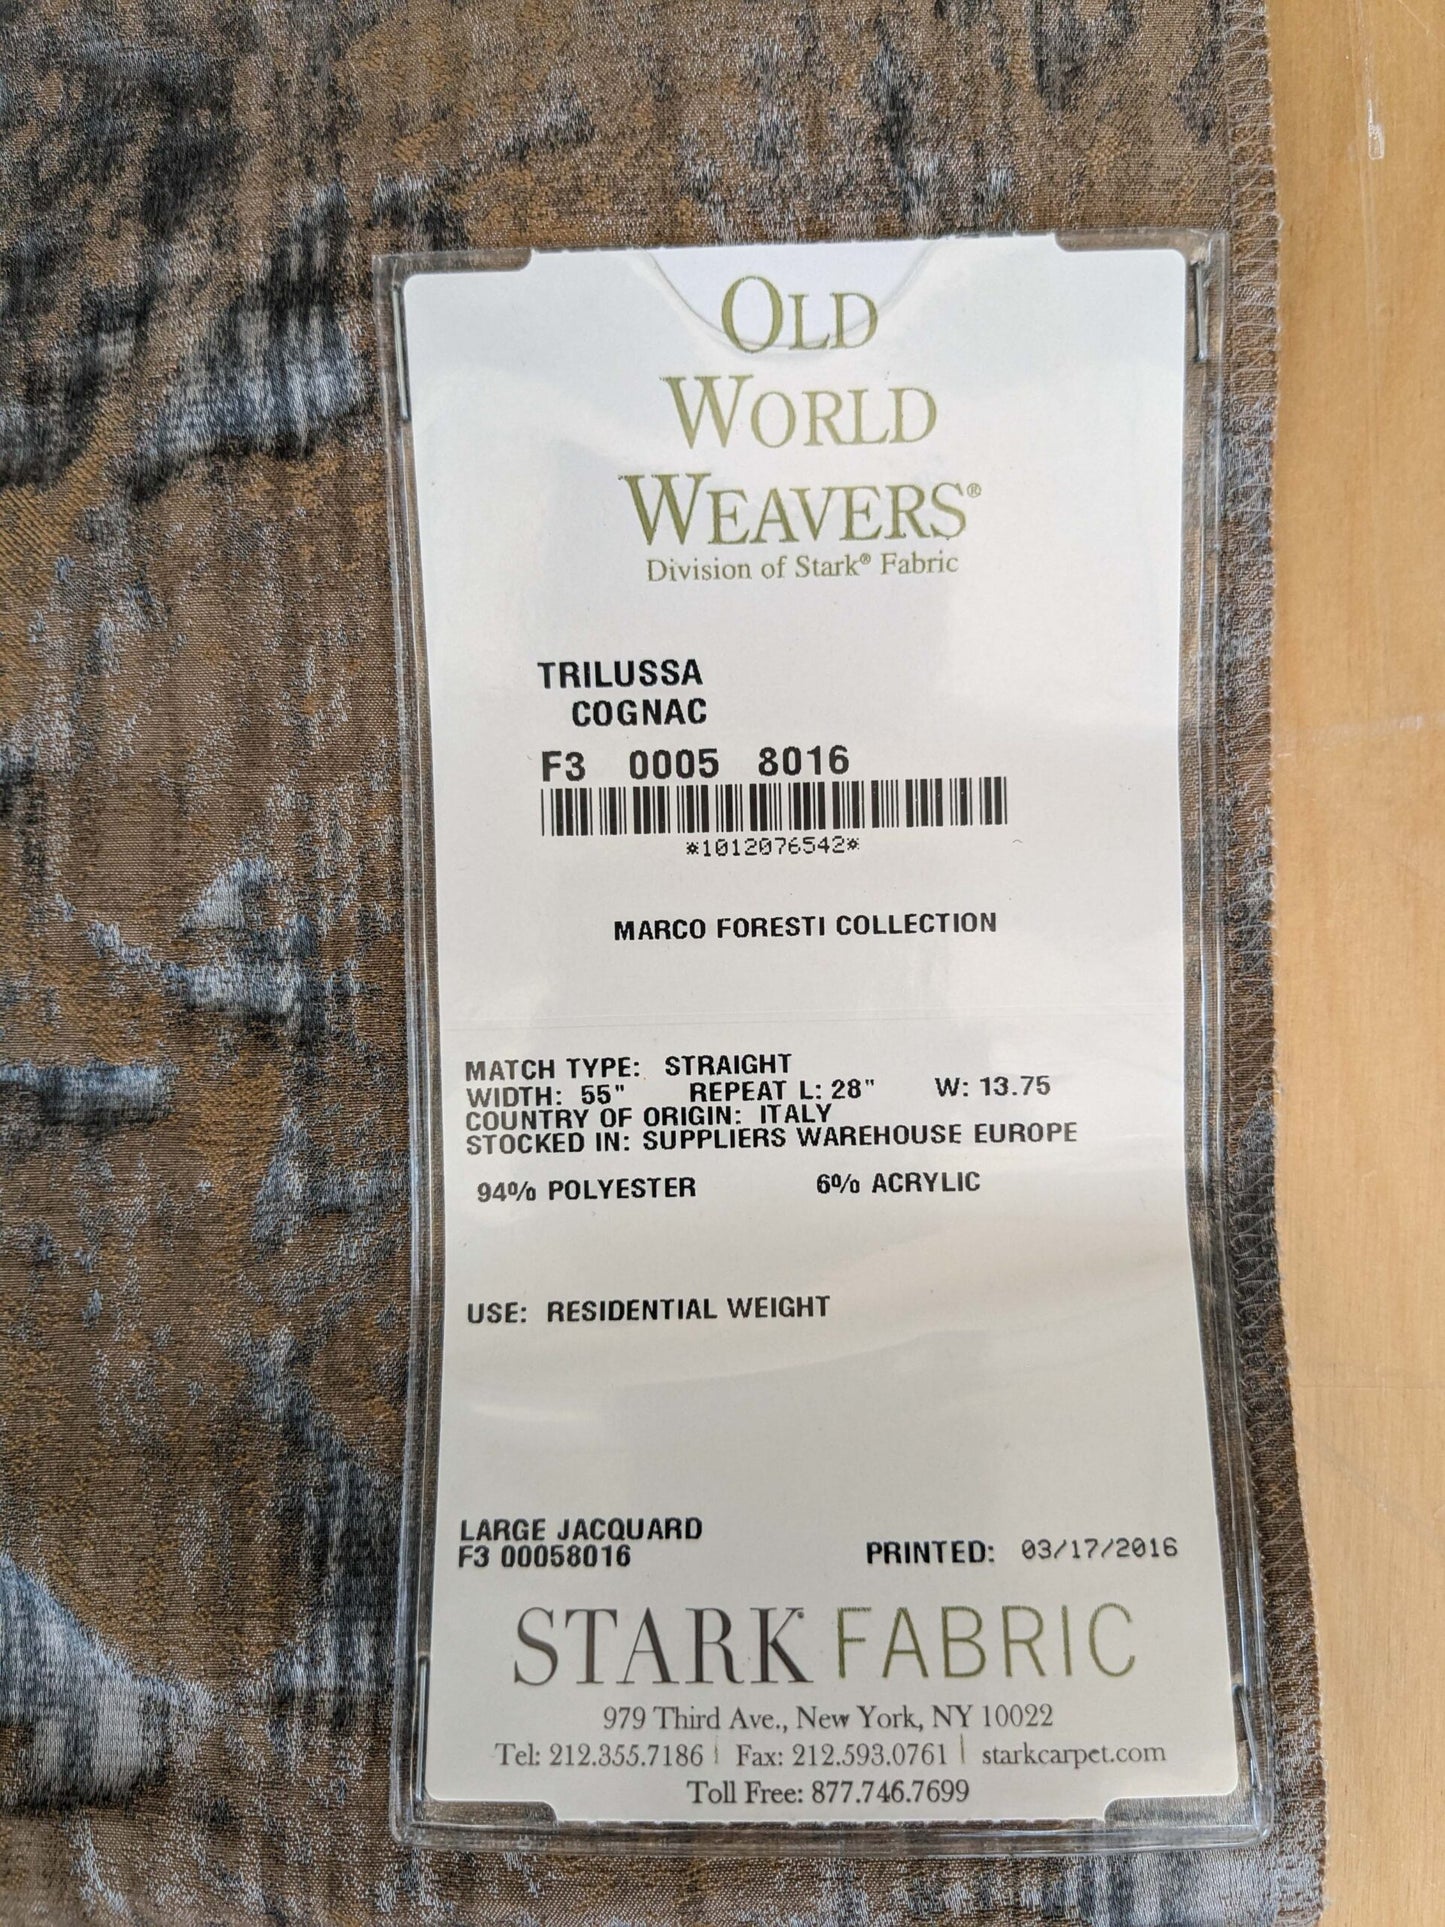 OLD
WORLD
WEAVERS®
Division of Stark® Fabric
TRILUSSA
COGNAC
F3 0005 8016
*1012076542*
MARCO FORESTI COLLECTION
MATCH TYPE: STRAIGHT
WIDTH: 55" REPEAT L: 28" W: 13.75
COUNTRY OF ORIGIN: ITALY
STOCKED IN: SUPPLIERS WAREHOUSE EUROPE
94% POLYESTER 6% ACRYLIC
USE: RESIDENTIAL WEIGHT
LARGE JACQUARD
F3 00058016 PRINTED: 03/17/2016
STARK FABRIC
979 Third Ave., New York, NY 10022
Tel: 212.355.7186 | Fax: 212.593.0761 | starkcarpet.com
Toll Free: 877.746.7699